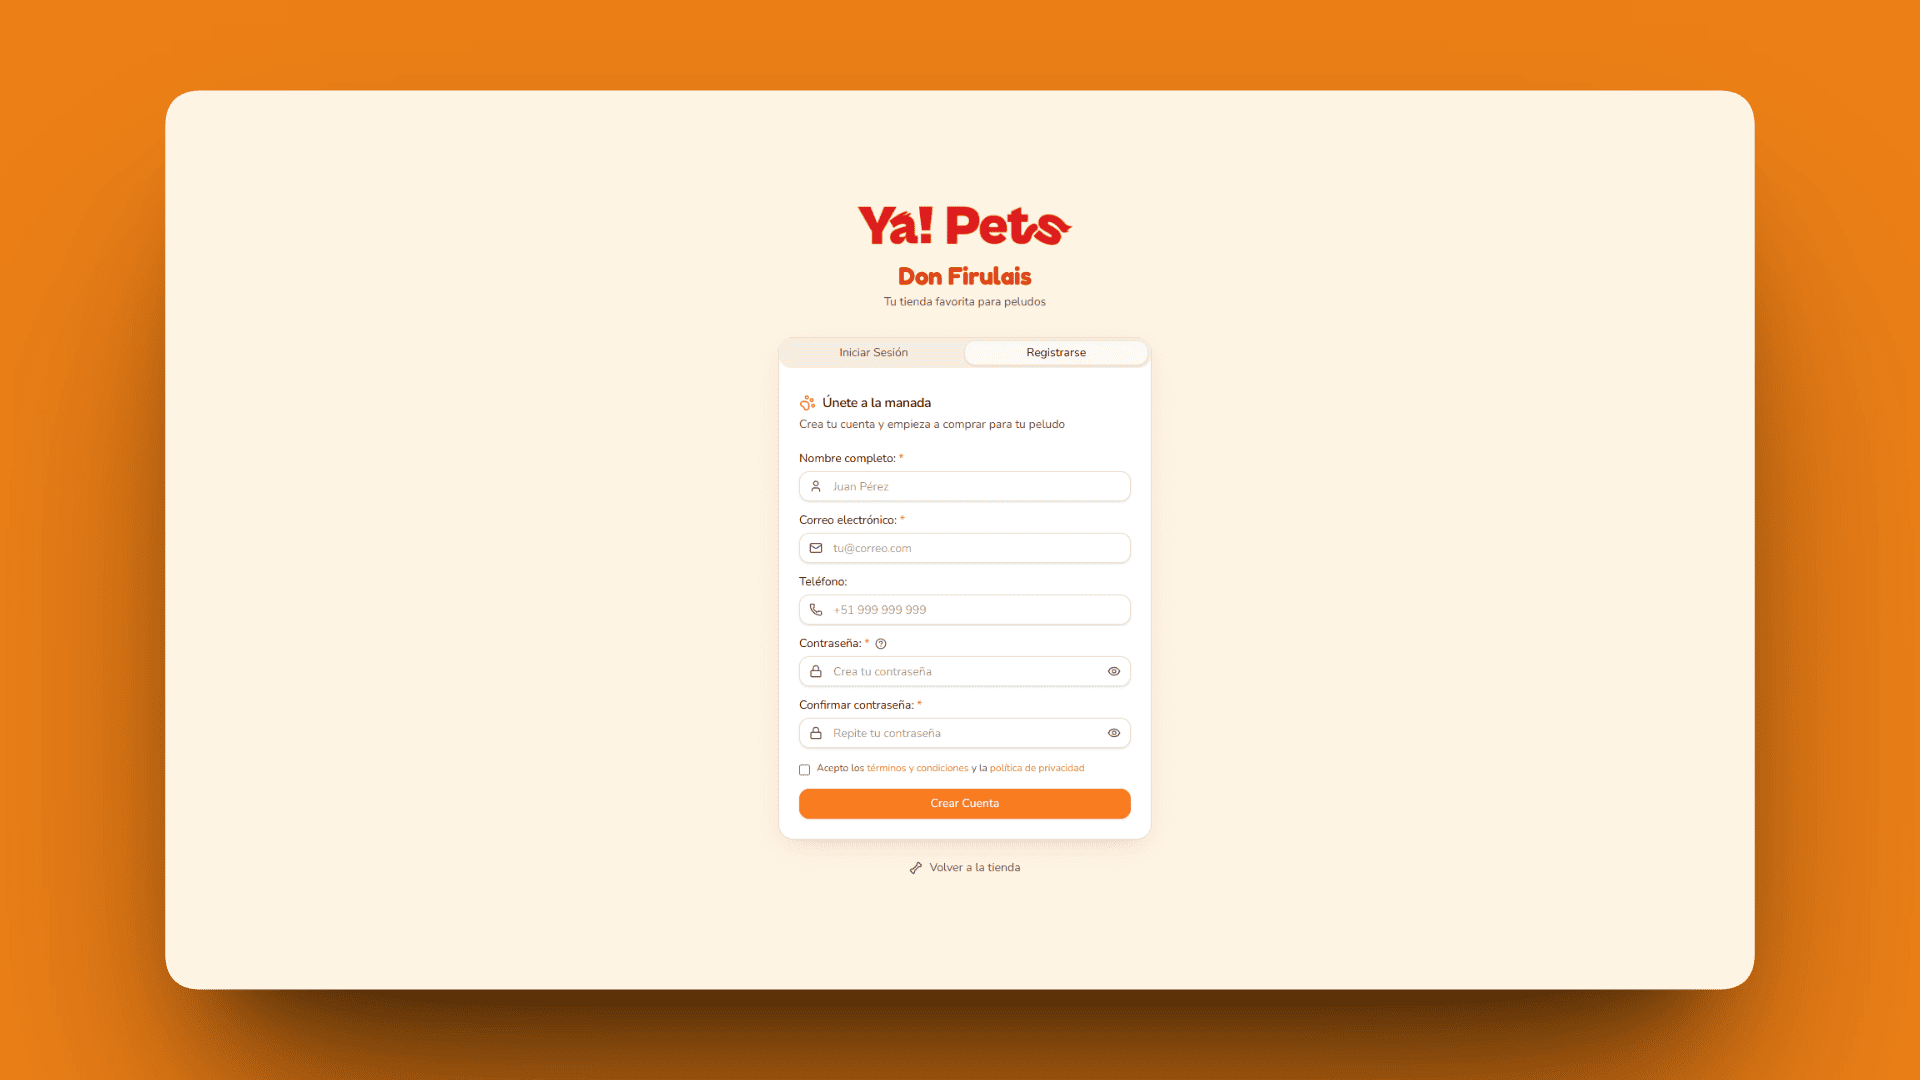 Ya! Pets
Don Firulais
Tu tienda favorita para peludos
Iniciar Sesión
Registrarse
Únete a la manada
Crea tu cuenta y empieza a comprar para tu peludo
Nombre completo: *
Juan Pérez
Correo electrónico: *
tu@correo.com
Teléfono:
+51 999 999 999
Contraseña: *
Crea tu contraseña
Confirmar contraseña: *
Repite tu contraseña
Acepto los términos y condiciones y la política de privacidad
Crear Cuenta
Volver a la tienda